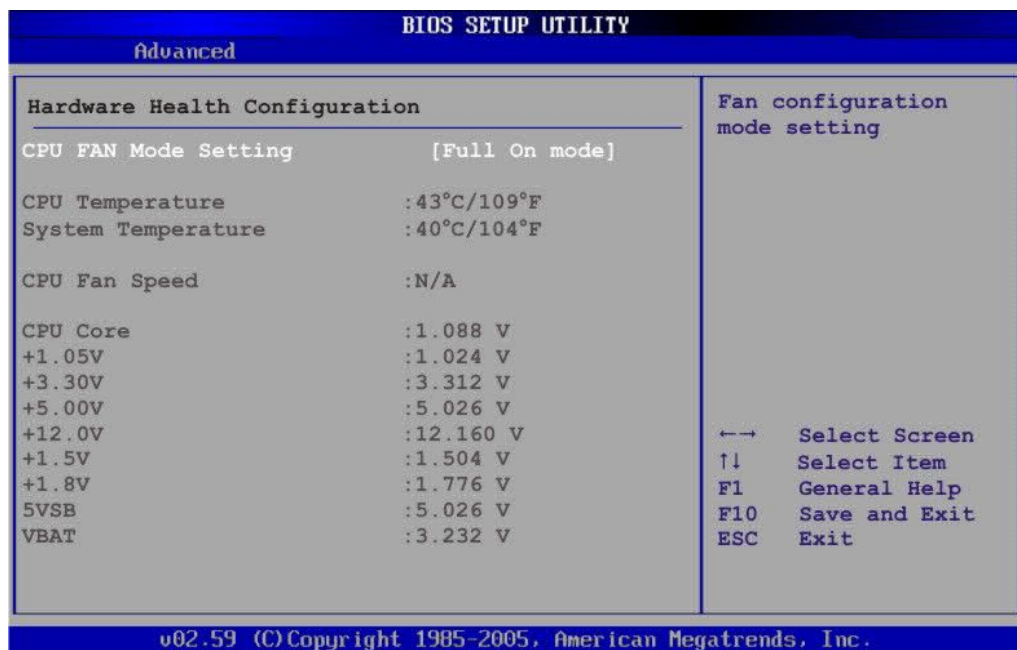 BIOS SETUP UTILITY
Advanced
Hardware Health Configuration
CPU FAN Mode Setting [Full On mode]
CPU Temperature :43°C/109°F
System Temperature :40°C/104°F
CPU Fan Speed :N/A
CPU Core :1.088 V
+1.05V :1.024 V
+3.30V :3.312 V
+5.00V :5.026 V
+12.0V :12.160 V
+1.5V :1.504 V
+1.8V :1.776 V
5VSB :5.026 V
VBAT :3.232 V
Fan configuration
mode setting
←→ Select Screen
↑↓ Select Item
F1 General Help
F10 Save and Exit
ESC Exit
v02.59 (C)Copyright 1985-2005, American Megatrends, Inc.